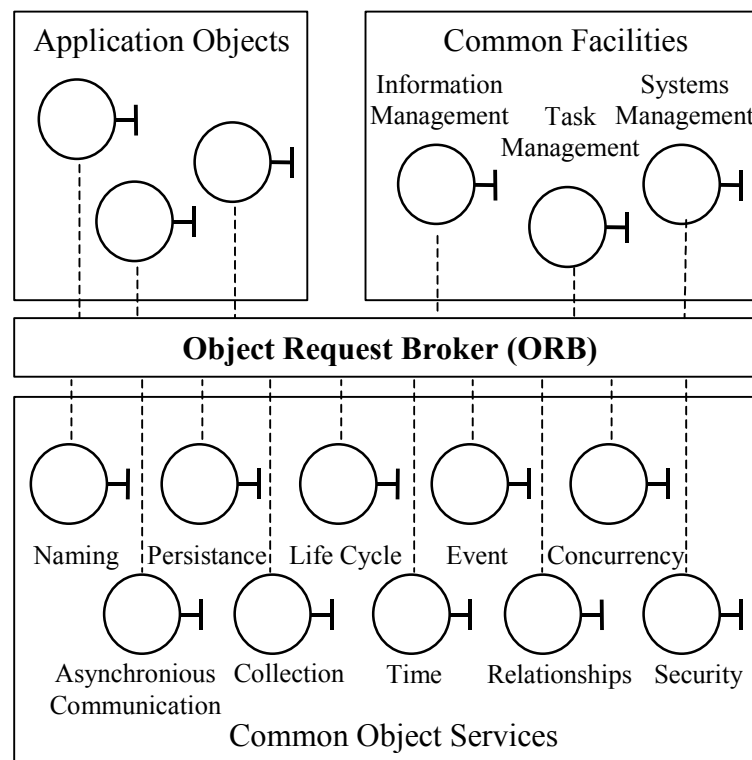 Application Objects
Common Facilities
Information
Management
Task
Management
Systems
Management
Object Request Broker (ORB)
Naming
Persistance
Life Cycle
Event
Concurrency
Asynchronious
Communication
Collection
Time
Relationships
Security
Common Object Services